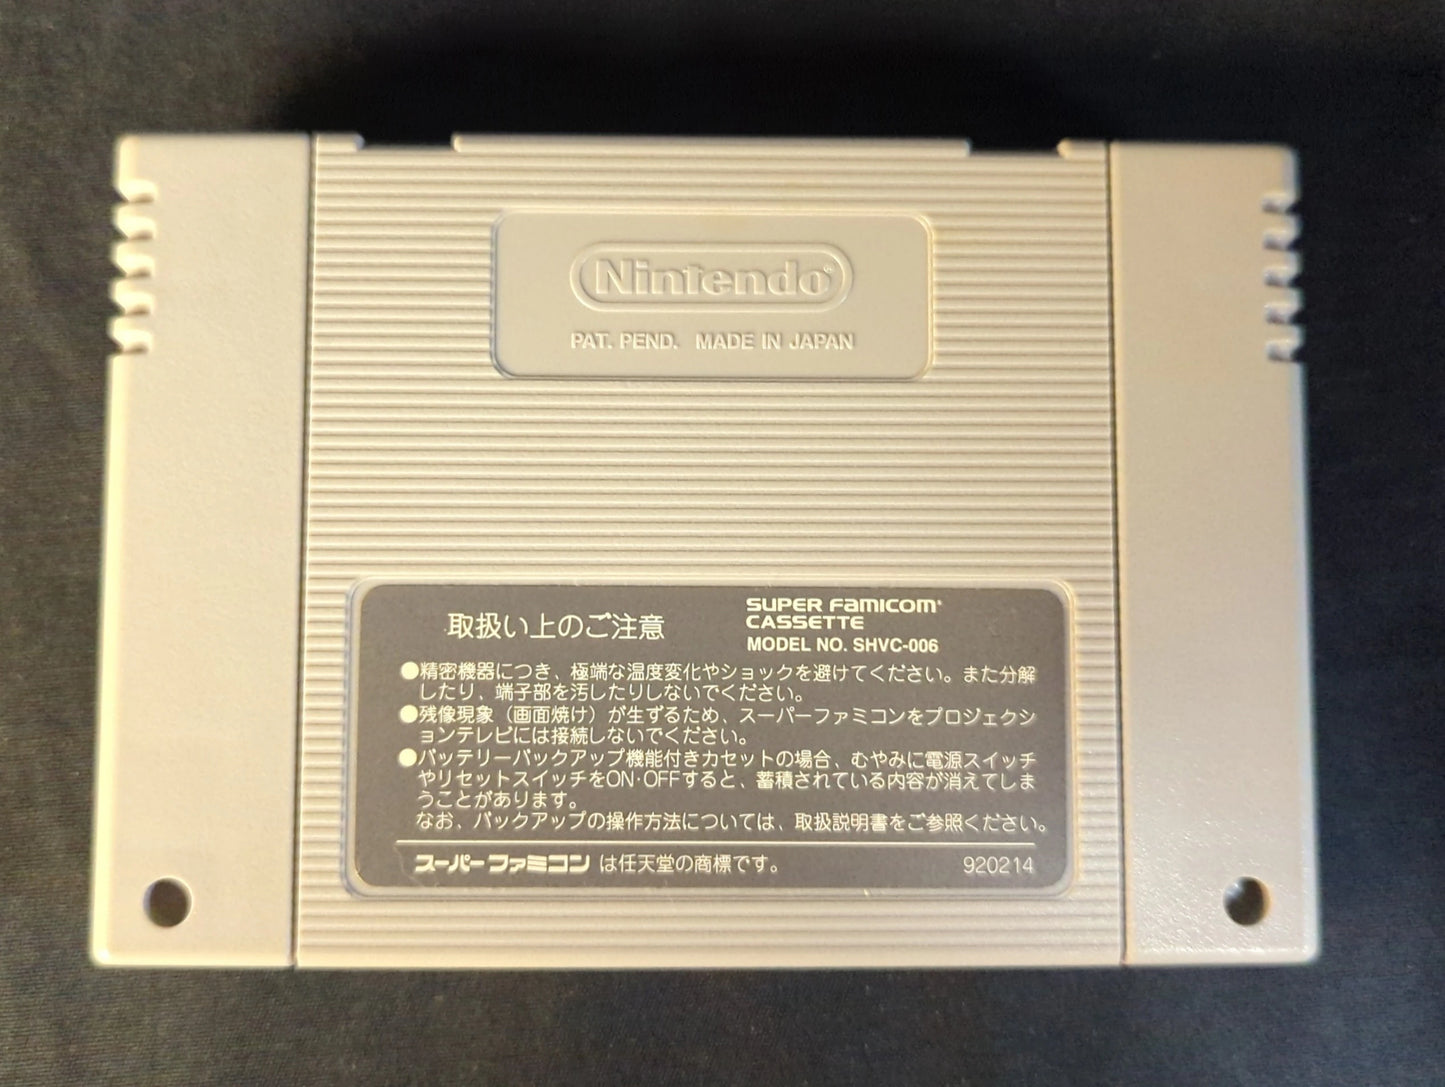 Nintendo®
PAT. PEND. MADE IN JAPAN
取扱い上のご注意
SUPER FAMICOM®
CASSETTE
MODEL NO. SHVC-006
●精密機器につき、極端な温度変化やショックを避けてください。また分解
したり、端子部を汚したりしないでください。
●残像現象（画面焼け）が生ずるため、スーパーファミコンをプロジェクシ
ョンテレビには接続しないでください。
●バッテリーバックアップ機能付きカセットの場合、むやみに電源スイッチ
やリセットスイッチをON・OFFすると、蓄積されている内容が消えてしま
うことがあります。
なお、バックアップの操作方法については、取扱説明書をご参照ください。
スーパーファミコン は任天堂の商標です。 920214